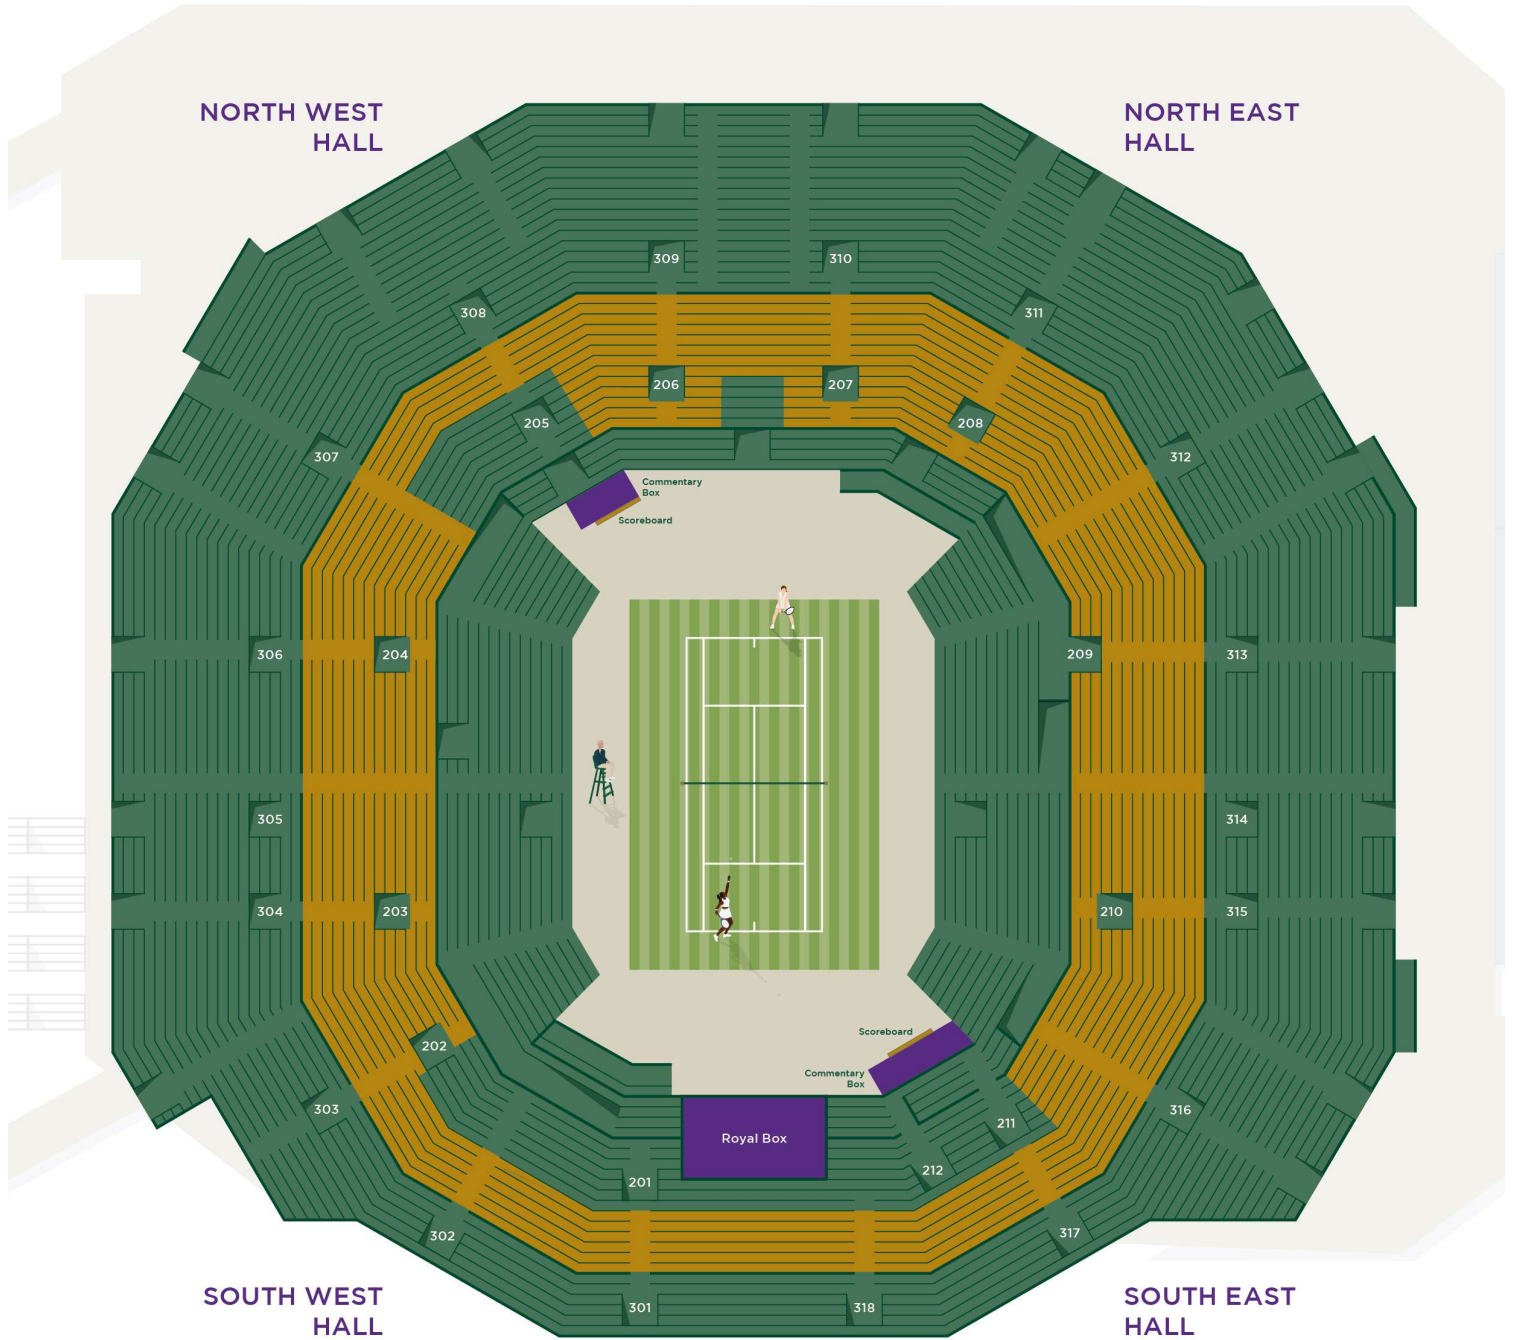 NORTH WEST
HALL
NORTH EAST
HALL
309
310
308
311
206
207
205
208
307
312
Commentary
Box
Scoreboard
306
204
209
313
305
314
304
203
210
315
Scoreboard
202
Commentary
Box
303
316
211
Royal Box
212
201
302
317
301
318
SOUTH WEST
HALL
SOUTH EAST
HALL